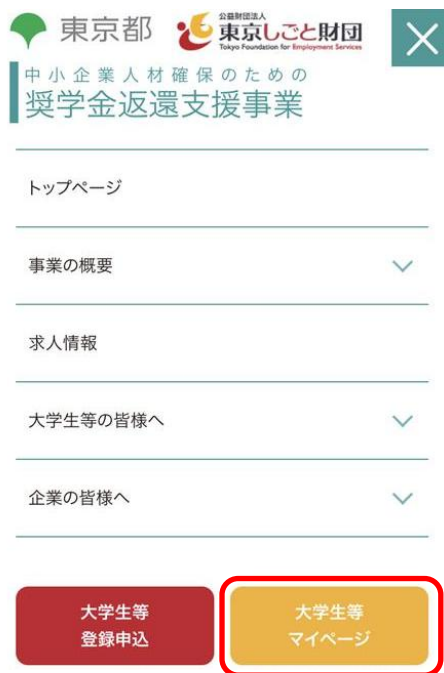 東京都
公益財団法人
東京しごと財団
Tokyo Foundation for Employment Services
中小企業人材確保のための
奨学金返還支援事業
トップページ
事業の概要
求人情報
大学生等の皆様へ
企業の皆様へ
大学生等
登録申込
大学生等
マイページ